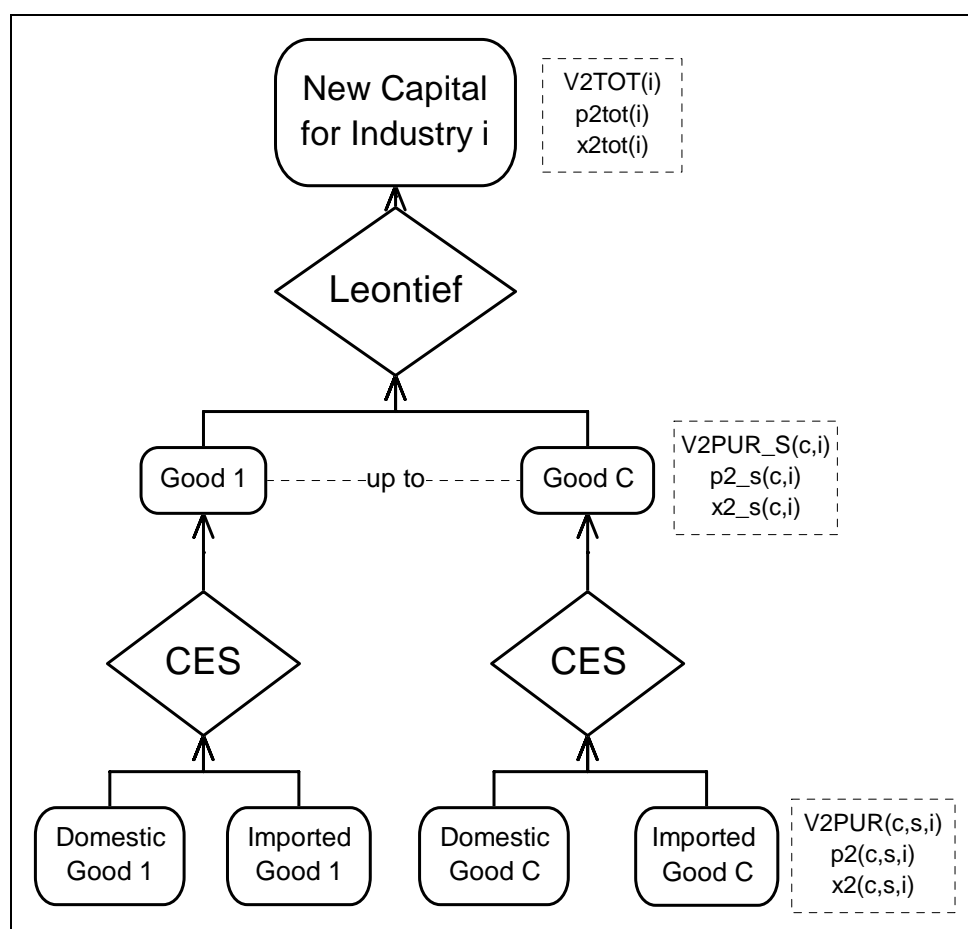 New Capital
for Industry i
V2TOT(i)
p2tot(i)
x2tot(i)
Leontief
Good 1
up to
Good C
V2PUR_S(c,i)
p2_s(c,i)
x2_s(c,i)
CES
CES
Domestic
Good 1
Imported
Good 1
Domestic
Good C
Imported
Good C
V2PUR(c,s,i)
p2(c,s,i)
x2(c,s,i)